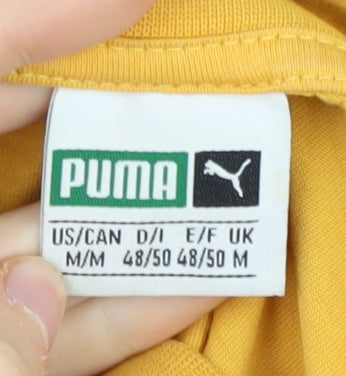 PUMA
US/CAN D/I E/F UK
M/M 48/50 48/50 M